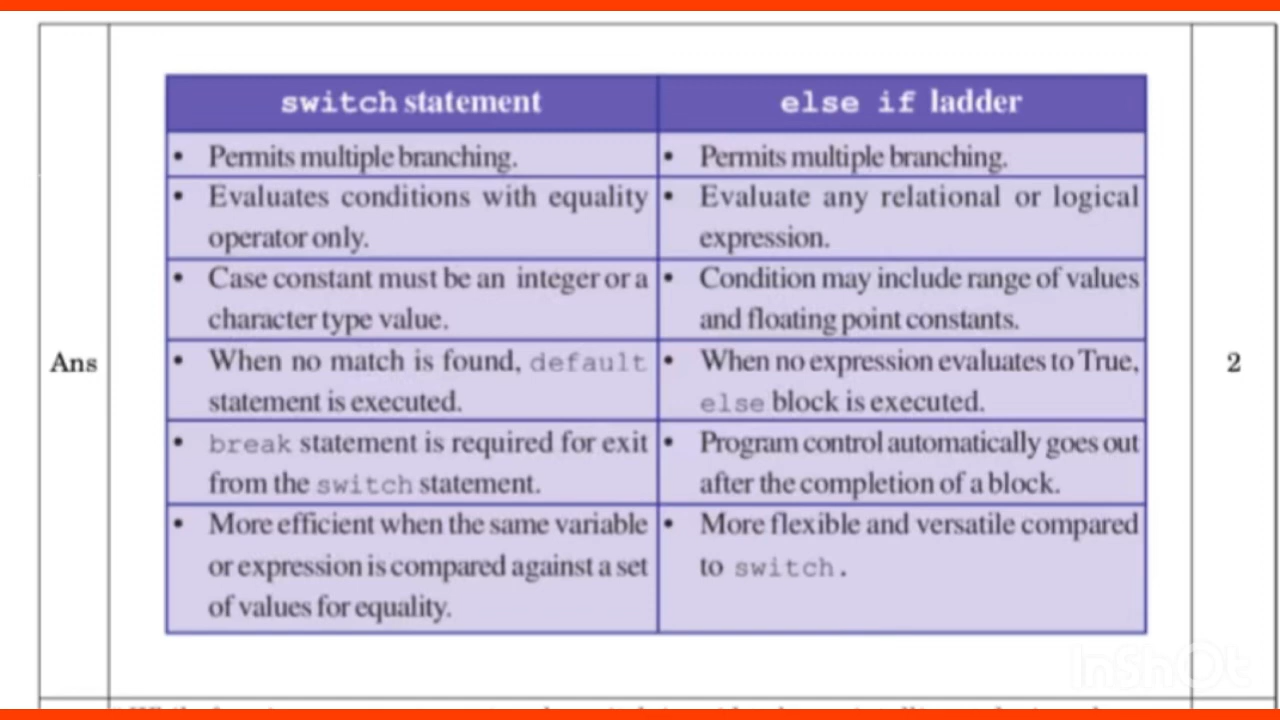 switch statement
else if ladder
• Permits multiple branching.
• Permits multiple branching.
• Evaluates conditions with equality
operator only.
• Evaluate any relational or logical
expression.
• Case constant must be an integer or a
character type value.
• Condition may include range of values
and floating point constants.
Ans
• When no match is found, default
statement is executed.
• When no expression evaluates to True,
else block is executed.
2
• break statement is required for exit
from the switch statement.
• Program control automatically goes out
after the completion of a block.
• More efficient when the same variable
or expression is compared against a set
of values for equality.
• More flexible and versatile compared
to switch.
InShOt